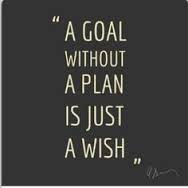 “ A GOAL
WITHOUT
A PLAN
IS JUST
A WISH „